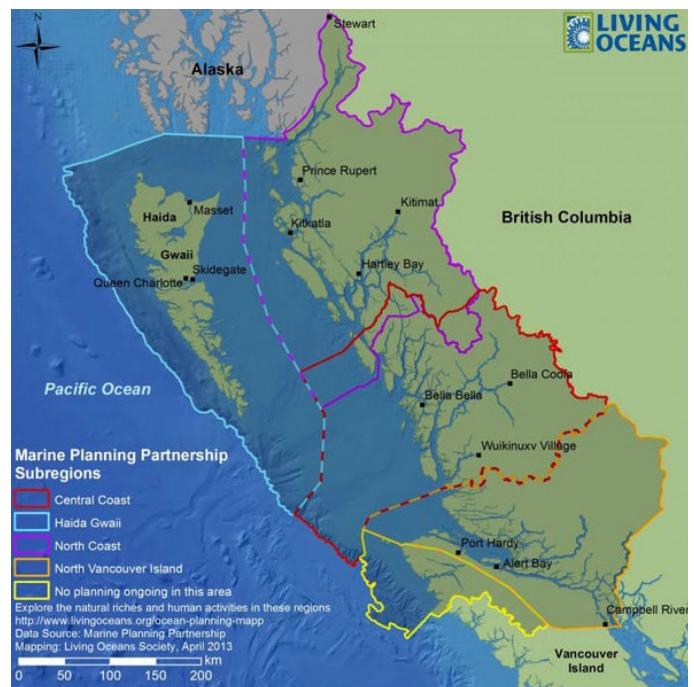 Stewart
LIVING
OCEANS
Alaska
Prince Rupert
Haida
Masset
Kitimat
Kitkatla
British Columbia
Gwaii
Skidegate
Queen Charlotte
Hartley Bay
Pacific Ocean
Bella Coola
Bella Bella
Wuikinuxv Village
Marine Planning Partnership
Subregions
Central Coast
Haida Gwaii
North Coast
North Vancouver Island
No planning ongoing in this area
Port Hardy
Alert Bay
Campbell River
Explore the natural riches and human activities in these regions
http://www.livingoceans.org/ocean-planning-mapp
Data Source: Marine Planning Partnership
Mapping: Living Oceans Society, April 2013
km
0 50 100 150 200
Vancouver
Island